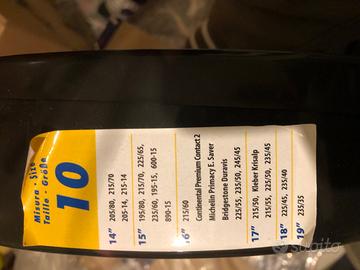 Misura - Size
Taille - Größe
10
14" 205/80, 215/70
205-14, 215-14
15" 195/80, 215/70, 225/65,
235/60, 195-15, 600-15
890-15
16" 215/60
Continental Premium Contact 2
Michelin Primacy E. Saver
Bridgestone Duravis
225/55, 235/50, 245/45
17" 215/50, Kleber Krisalp
215/55, 225/50, 235/45
18" 225/45, 235/40
19" 235/35
subito